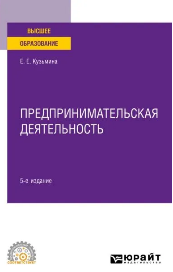 ВЫСШЕЕ
ОБРАЗОВАНИЕ
Е. Е. Кузьмина
ПРЕДПРИНИМАТЕЛЬСКАЯ
ДЕЯТЕЛЬНОСТЬ
5-е издание
юрайт